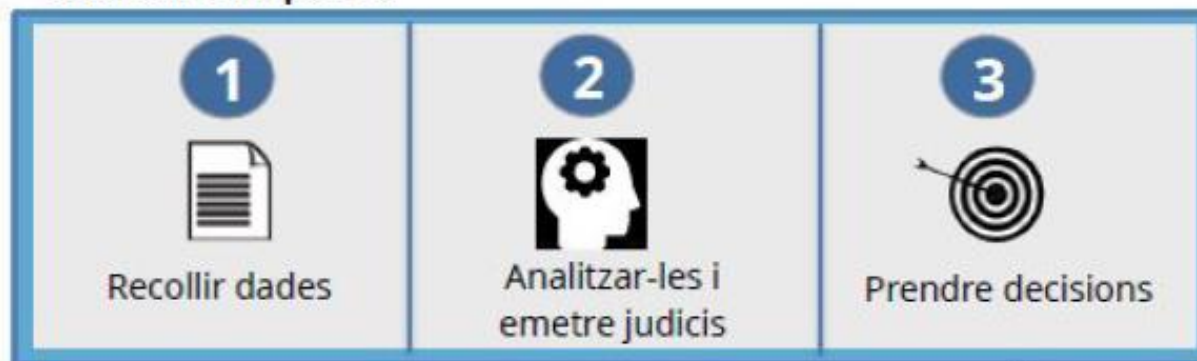 1
2
3
Recollir dades
Analitzar-les i
emetre judicis
Prendre decisions